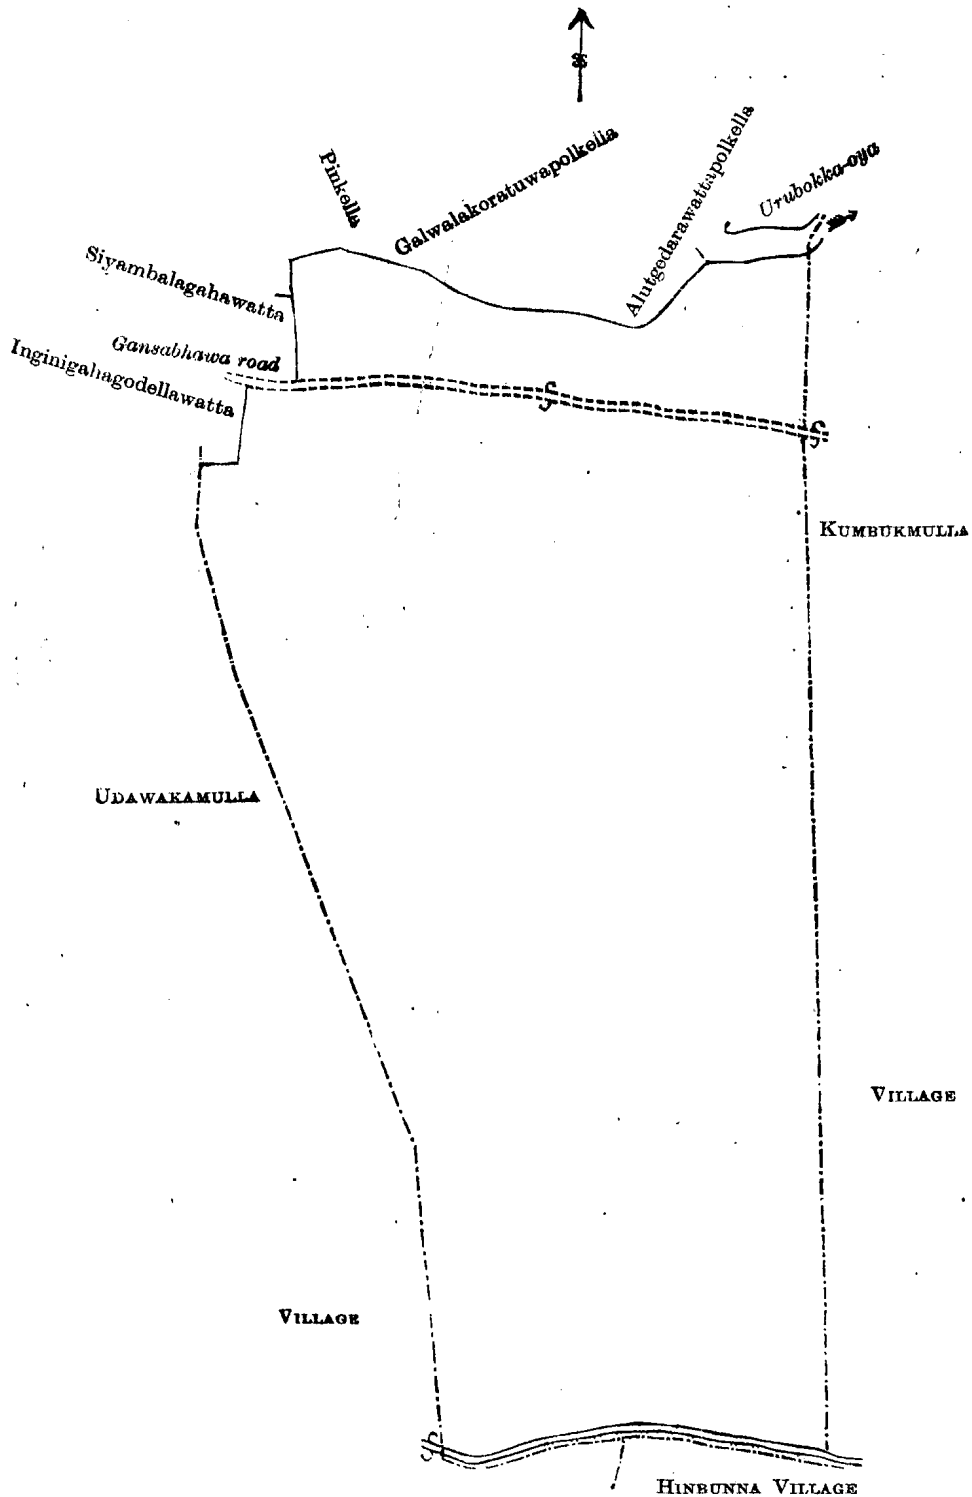 Pinkella
Galwalakoratuwapolkella
Alutgedarawattapolkella
Urubokka-oya
Siyambalagahawatta
Gansabhawa road
Inginigahagodellawatta
KUMBUKMULLA
UDAWAKAMULLA
VILLAGE
VILLAGE
HINBUNNA VILLAGE